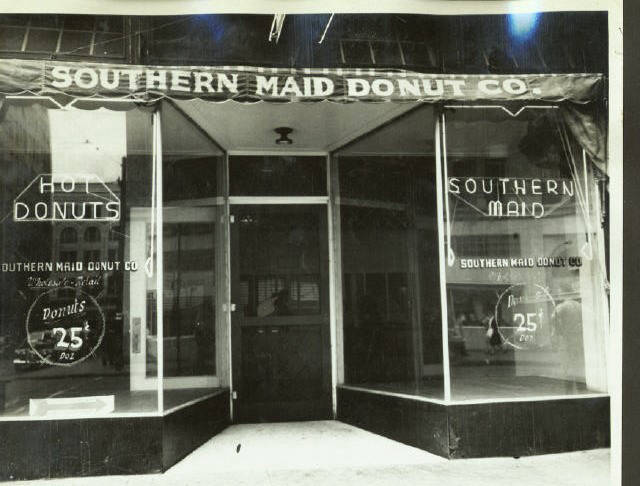 SOUTHERN MAID DONUT CO.
HOT
DONUTS
SOUTHERN MAID DONUT CO
Wholesale - Retail
Donuts
25¢
DOZ
SOUTHERN
MAID
SOUTHERN MAID DONUT CO
Donuts
25¢
DOZ